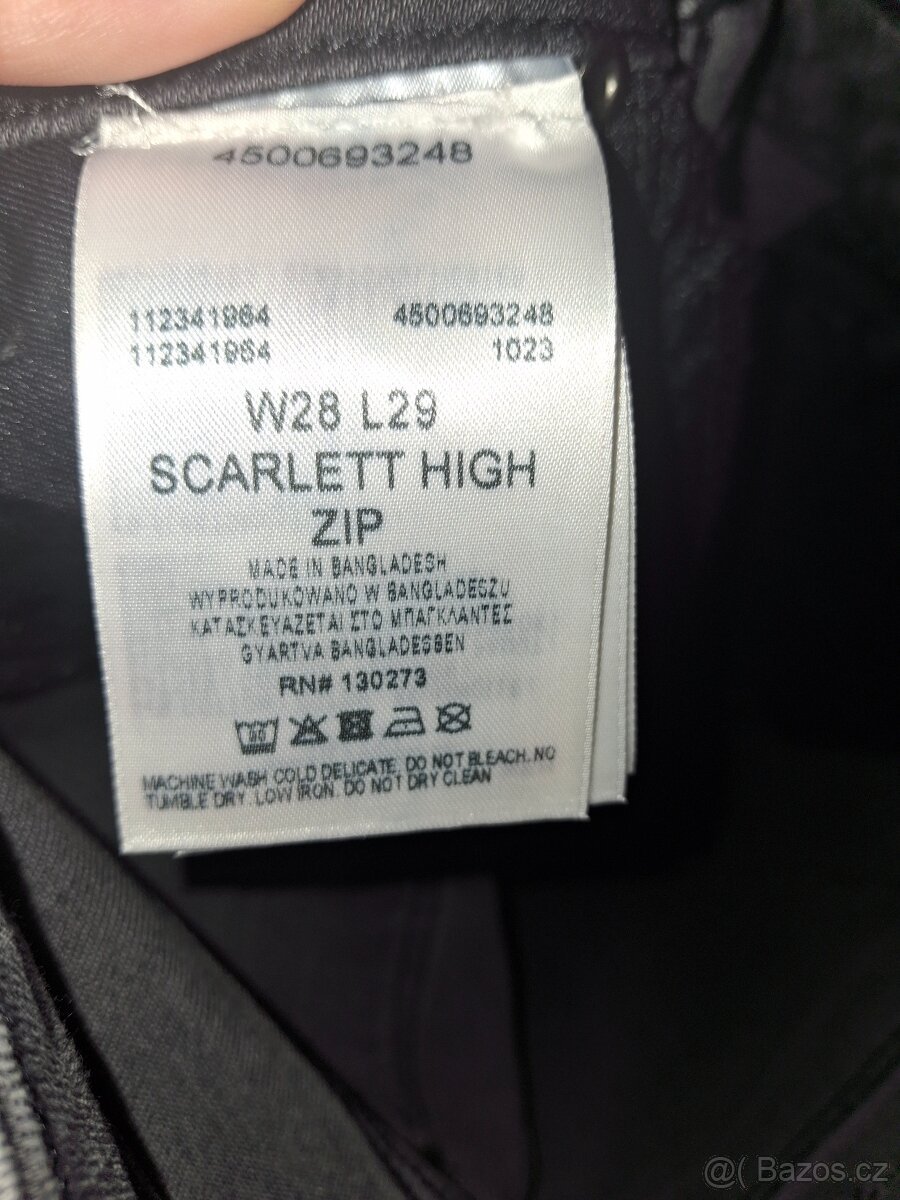 4500693248
112341964 4500693248
112341964 1023
W28 L29
SCARLETT HIGH
ZIP
MADE IN BANGLADESH
WYPRODUKOWANO W BANGLADESZU
ΚΑΤΑΣΚΕΥΑΖΕΤΑΙ ΣΤΟ ΜΠΑΓΚΛΑΝΤΕΣ
GYARTVA BANGLADESBEN
RN# 130273
30
MACHINE WASH COLD DELICATE. DO NOT BLEACH. NO
TUMBLE DRY. LOW IRON. DO NOT DRY CLEAN
@( Bazos.cz